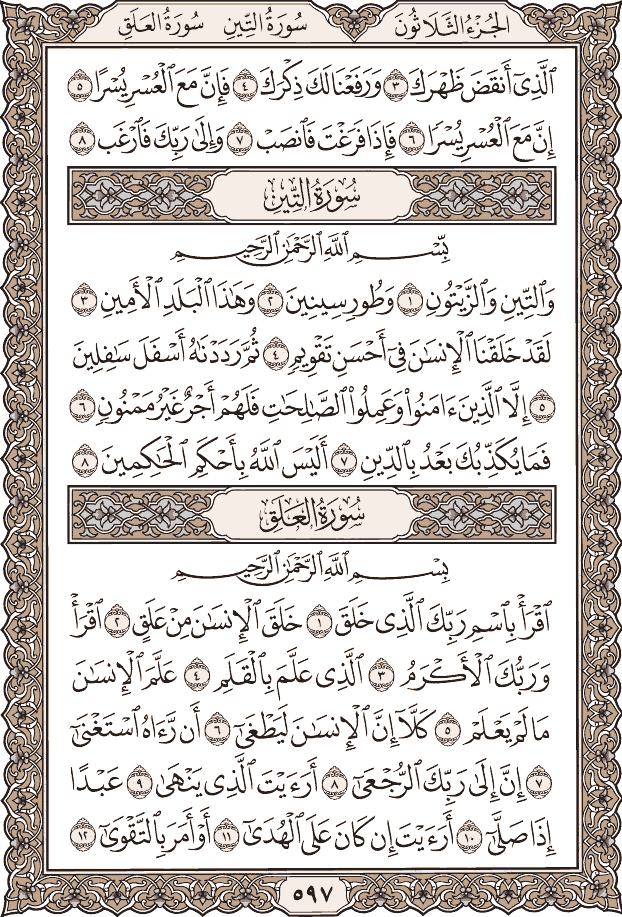 الجُزْءُ الثَّلَاثُونَ سُورَةُ التِّينِ سُورَةُ العَلَقِ
ٱلَّذِىٓ أَنقَضَ ظَهْرَكَ ٣ وَرَفَعْنَا لَكَ ذِكْرَكَ ٤ فَإِنَّ مَعَ ٱلْعُسْرِ يُسْرًا ٥
إِنَّ مَعَ ٱلْعُسْرِ يُسْرًا ٦ فَإِذَا فَرَغْتَ فَٱنصَبْ ٧ وَإِلَىٰ رَبِّكَ فَٱرْغَب ٨
سُورَةُ التِّينِ
بِّسْمِ ٱللَّهِ ٱلرَّحْمَٰنِ ٱلرَّحِيمِ
وَٱلتِّينِ وَٱلزَّيْتُونِ ١ وَطُورِ سِينِينَ ٢ وَهَٰذَا ٱلْبَلَدِ ٱلْأَمِينِ ٣
لَقَدْ خَلَقْنَا ٱلْإِنسَٰنَ فِىٓ أَحْسَنِ تَقْوِيمٍ ٤ ثُمَّ رَدَدْنَٰهُ أَسْفَلَ سَٰفِلِينَ
٥ إِلَّا ٱلَّذِينَ ءَامَنُوا۟ وَعَمِلُوا۟ ٱلصَّٰلِحَٰتِ فَلَهُمْ أَجْرٌ غَيْرُ مَمْنُونٍ ٦
فَمَا يُكَذِّبُكَ بَعْدُ بِٱلدِّينِ ٧ أَلَيْسَ ٱللَّهُ بِأَحْكَمِ ٱلْحَٰكِمِينَ ٨
سُورَةُ العَلَقِ
بِسْمِ ٱللَّهِ ٱلرَّحْمَٰنِ ٱلرَّحِيمِ
ٱقْرَأْ بِٱسْمِ رَبِّكَ ٱلَّذِى خَلَقَ ١ خَلَقَ ٱلْإِنسَٰنَ مِنْ عَلَقٍ ٢ ٱقْرَأْ
وَرَبُّكَ ٱلْأَكْرَمُ ٣ ٱلَّذِى عَلَّمَ بِٱلْقَلَمِ ٤ عَلَّمَ ٱلْإِنسَٰنَ
مَا لَمْ يَعْلَمْ ٥ كَلَّآ إِنَّ ٱلْإِنسَٰنَ لَيَطْغَىٰٓ ٦ أَن رَّءَاهُ ٱسْتَغْنَىٰٓ
٧ إِنَّ إِلَىٰ رَبِّكَ ٱلرُّجْعَىٰٓ ٨ أَرَءَيْتَ ٱلَّذِى يَنْهَىٰ ٩ عَبْدًا
إِذَا صَلَّىٰٓ ١٠ أَرَءَيْتَ إِن كَانَ عَلَى ٱلْهُدَىٰٓ ١١ أَوْ أَمَرَ بِٱلتَّقْوَىٰٓ ١٢
٥٩٧